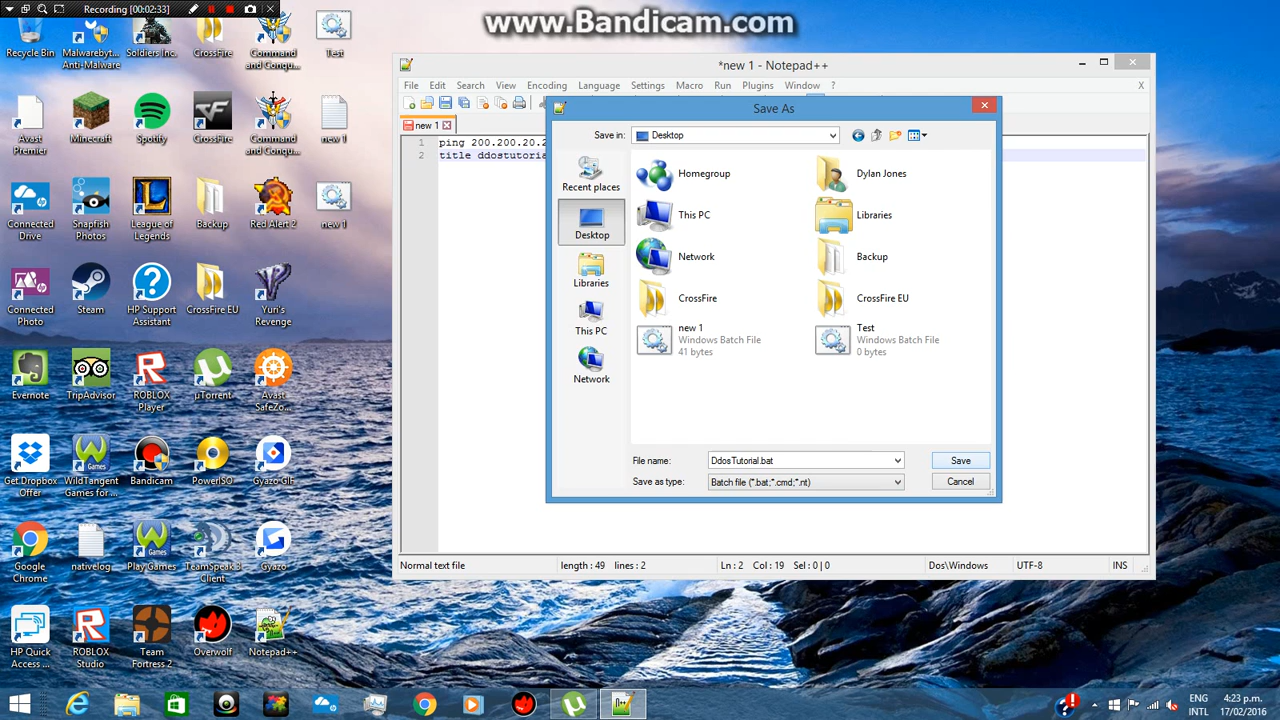 Recording [00:02:33]
www.Bandicam.com
Recycle Bin
Malwarebyt...
Anti-Malware
Soldiers Inc.
CrossFire
Command
and Conqu...
Test
Avast
Premier
Minecraft
Spotify
CrossFire
Command
and Conqu...
new 1
Connected
Drive
Snapfish
Photos
League of
Legends
Backup
Red Alert 2
new 1
Connected
Photo
Steam
HP Support
Assistant
CrossFire EU
Yuri's
Revenge
Evernote
TripAdvisor
ROBLOX
Player
µTorrent
Avast
SafeZo...
Get Dropbox
Offer
WildTangent
Games for ...
Bandicam
PowerISO
Gyazo GIF
Google
Chrome
nativelog
Play Games
TeamSpeak 3
Client
Gyazo
HP Quick
Access ...
ROBLOX
Studio
Team
Fortress 2
Overwolf
Notepad++
*new 1 - Notepad++
File Edit Search View Encoding Language Settings Macro Run Plugins Window ? X
new 1
1 ping 200.200.20.2
2 title ddostutoria
Save As
Save in: Desktop
Recent places
Desktop
Libraries
This PC
Network
Homegroup
Dylan Jones
This PC
Libraries
Network
Backup
CrossFire
CrossFire EU
new 1
Windows Batch File
41 bytes
Test
Windows Batch File
0 bytes
File name: DdosTutorial.bat Save
Save as type: Batch file (*.bat;*.cmd;*.nt) Cancel
Normal text file length : 49 lines : 2 Ln : 2 Col : 19 Sel : 0 | 0 Dos\Windows UTF-8 INS
ENG
INTL
4:23 p.m.
17/02/2016